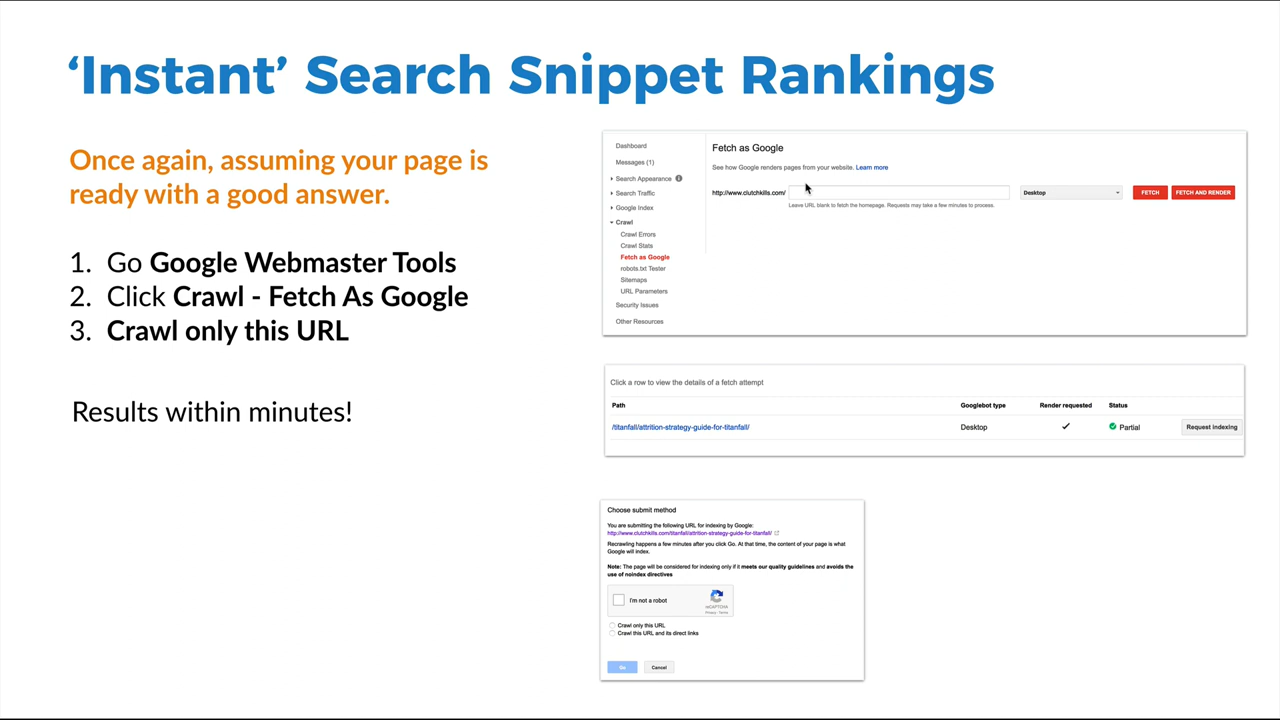 ‘Instant’ Search Snippet Rankings
Once again, assuming your page is
ready with a good answer.
1. Go Google Webmaster Tools
2. Click Crawl - Fetch As Google
3. Crawl only this URL
Results within minutes!
Dashboard
Messages (1)
Search Appearance
Search Traffic
Google Index
Crawl
Crawl Errors
Crawl Stats
Fetch as Google
robots.txt Tester
Sitemaps
URL Parameters
Security Issues
Other Resources
Fetch as Google
See how Google renders pages from your website. Learn more
http://www.clutchkills.com/ Desktop FETCH FETCH AND RENDER
Leave URL blank to fetch the homepage. Requests may take a few minutes to process.
Click a row to view the details of a fetch attempt
Path Googlebot type Render requested Status
/titanfall/attrition-strategy-guide-for-titanfall/ Desktop ✓ Partial Request indexing
Choose submit method
You are submitting the following URL for indexing by Google:
http://www.clutchkills.com/titanfall/attrition-strategy-guide-for-titanfall/
Recrawling happens a few minutes after you click Go. At that time, the content of your page is what
Google will index.
Note: The page will be considered for indexing only if it meets our quality guidelines and avoids the
use of noindex directives
I'm not a robot
reCAPTCHA
Privacy - Terms
Crawl only this URL
Crawl this URL and its direct links
Go Cancel